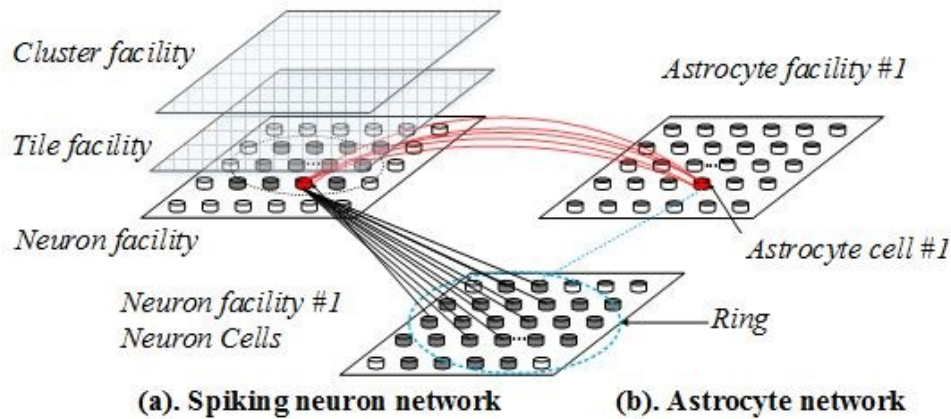 Cluster facility
Astrocyte facility #1
Tile facility
Neuron facility
Astrocyte cell #1
Neuron facility #1
Neuron Cells
Ring
(a). Spiking neuron network
(b). Astrocyte network